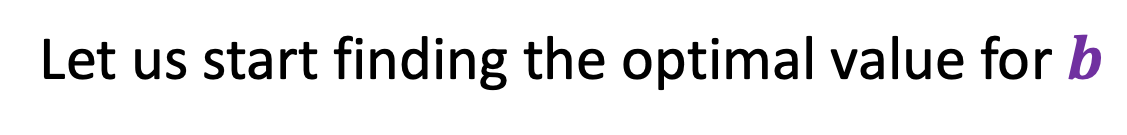 Let us start finding the optimal value for b